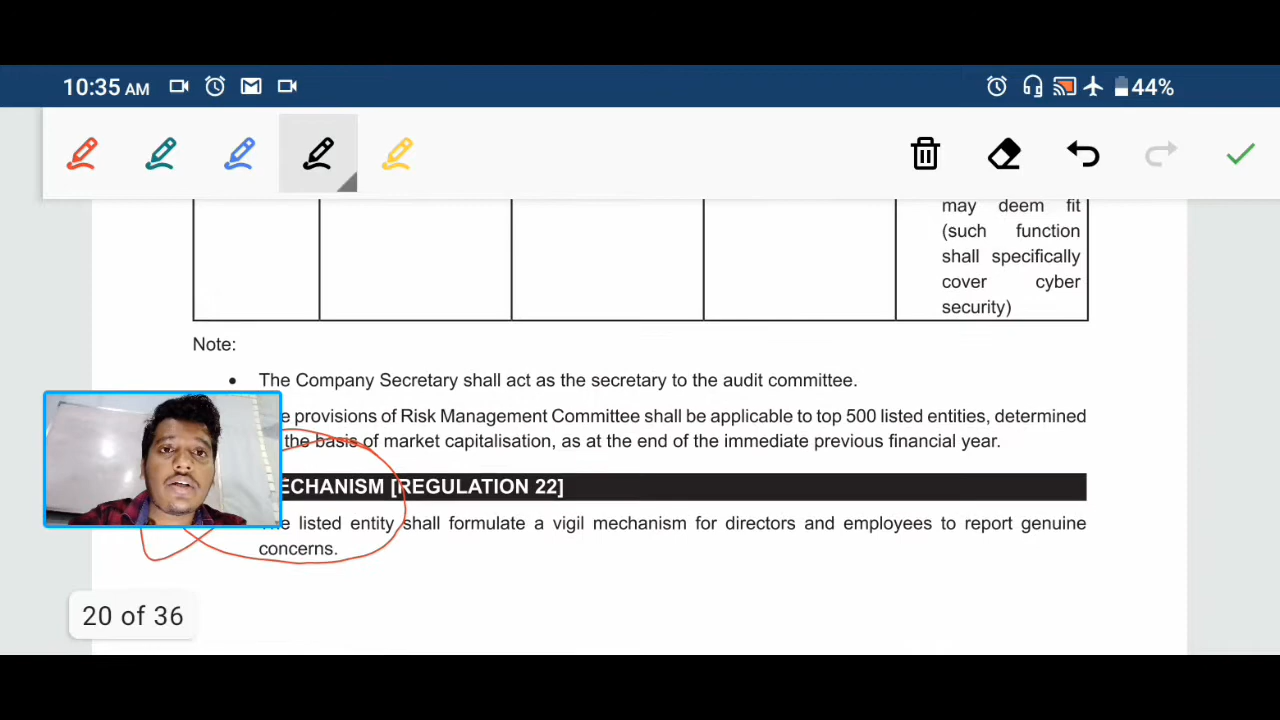 10:35 AM
44%
may deem fit
(such function
shall specifically
cover cyber
security)
Note:
• The Company Secretary shall act as the secretary to the audit committee.
provisions of Risk Management Committee shall be applicable to top 500 listed entities, determined
the basis of market capitalisation, as at the end of the immediate previous financial year.
ECHANISM [REGULATION 22]
listed entity shall formulate a vigil mechanism for directors and employees to report genuine
concerns.
20 of 36